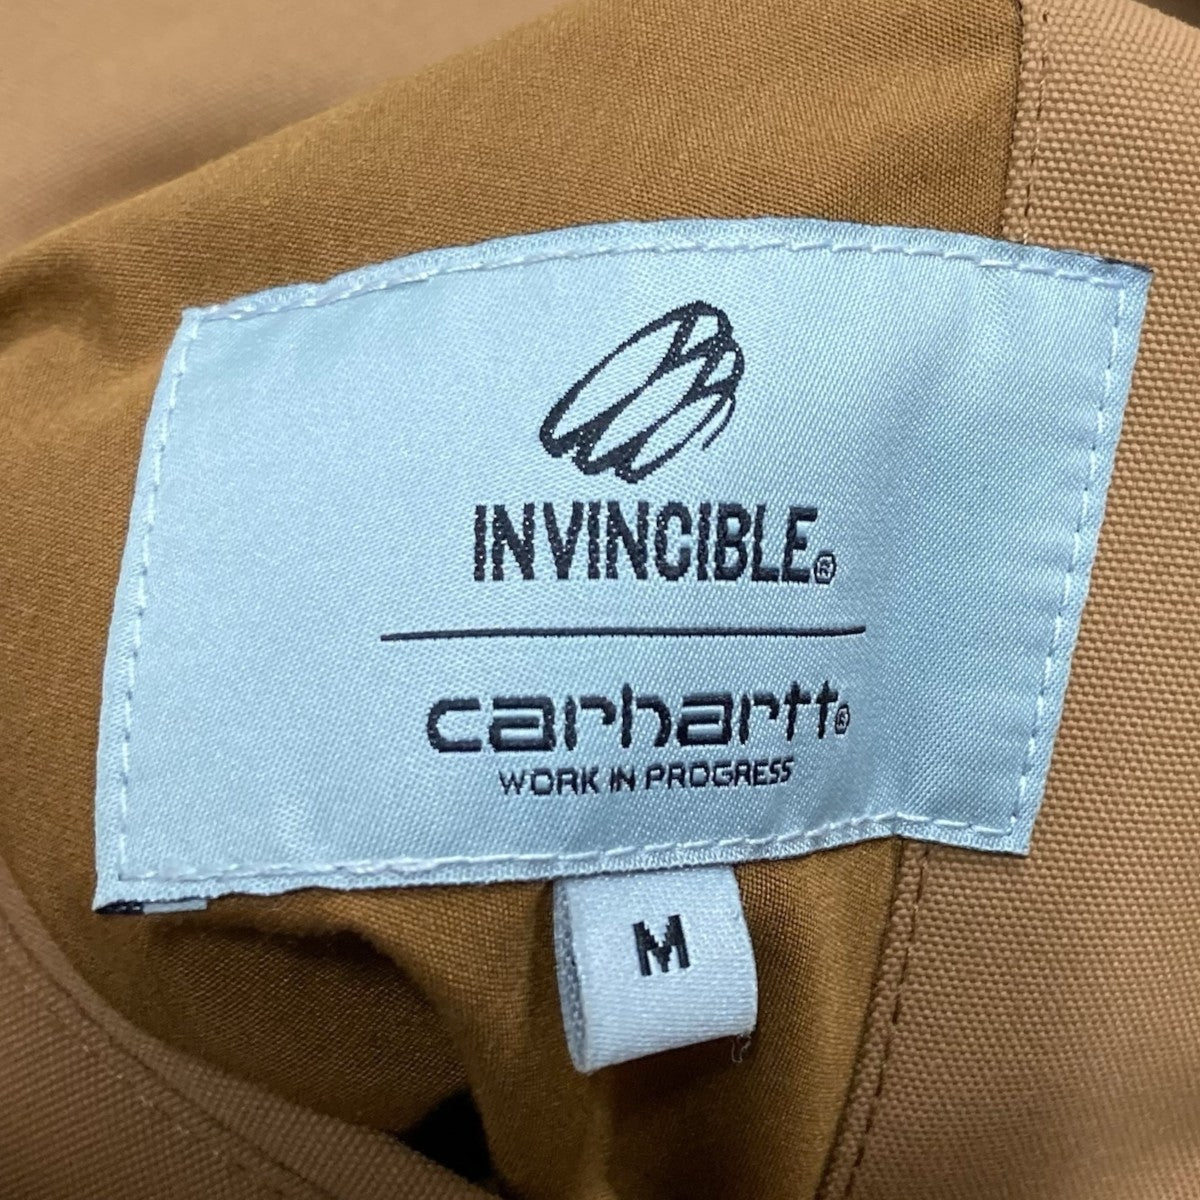 INVINCIBLE®
carhartt®
WORK IN PROGRESS
M